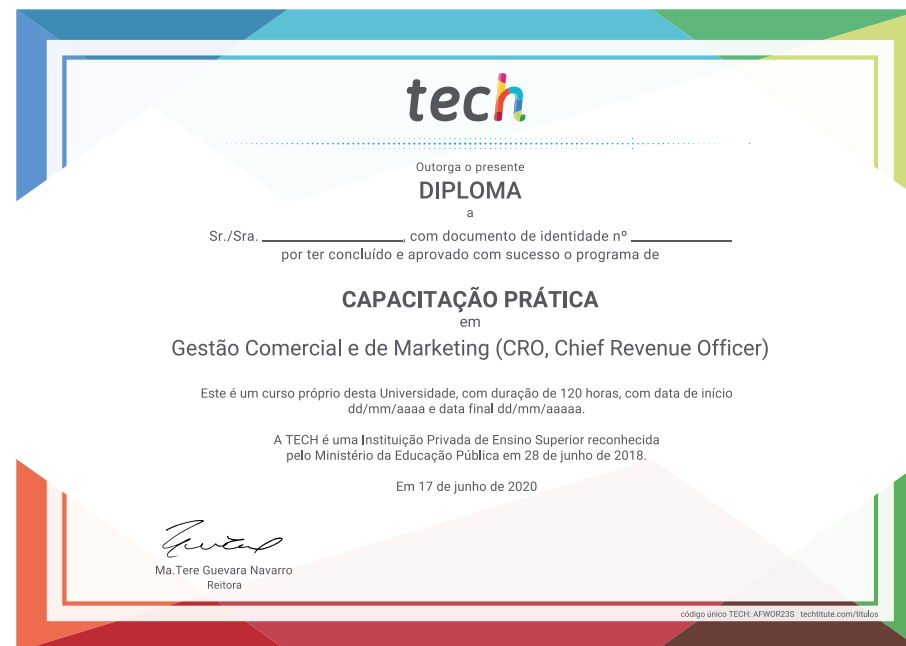 tech
Outorga o presente
DIPLOMA
a
Sr./Sra. ________________, com documento de identidade nº ____________
por ter concluído e aprovado com sucesso o programa de
CAPACITAÇÃO PRÁTICA
em
Gestão Comercial e de Marketing (CRO, Chief Revenue Officer)
Este é um curso próprio desta Universidade, com duração de 120 horas, com data de início
dd/mm/aaaa e data final dd/mm/aaaaa.
A TECH é uma Instituição Privada de Ensino Superior reconhecida
pelo Ministério da Educação Pública em 28 de junho de 2018.
Em 17 de junho de 2020
Ma.Tere Guevara Navarro
Reitora
código único TECH: AFWOR23S techtitute.com/titulos